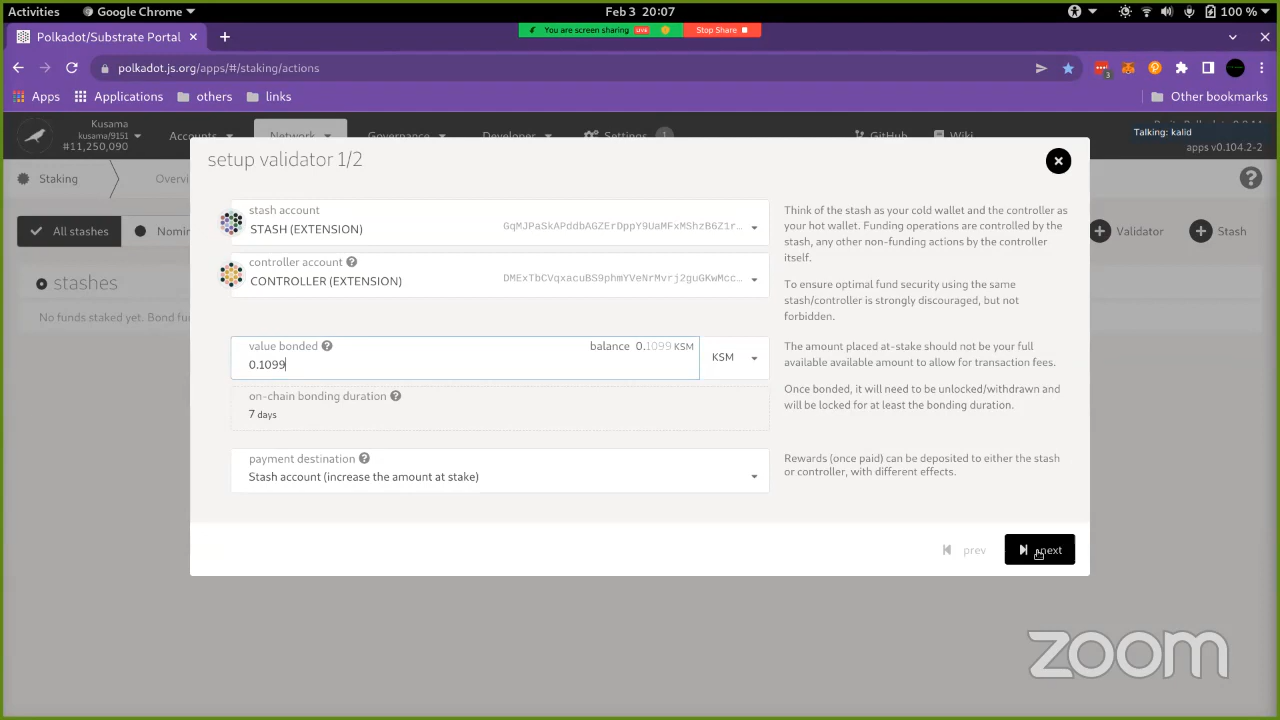 Activities
Google Chrome
Feb 3 20:07
100 %
Polkadot/Substrate Portal
You are screen sharing LIVE
Stop Share
polkadot.js.org/apps/#/staking/actions
3
Apps
Applications
others
links
Other bookmarks
Kusama
kusama/9151
#11,250,090
Accounts
Network
Governance
Developer
Settings
1
GitHub
Wiki
Talking: kalid
apps v0.104.2-2
Staking
All stashes
Validator
Stash
stashes
No funds staked yet. Bond
setup validator 1/2
stash account
STASH (EXTENSION)
GqMJPaSkAPddbAGZErDppY9UaMFxMShzB6Z1r...
controller account
CONTROLLER (EXTENSION)
DMExTbCVqxacuBS9phmYVeNrMvrj2guGKwMcc...
value bonded
balance 0.1099 KSM
0.1099
KSM
on-chain bonding duration
7 days
payment destination
Stash account (increase the amount at stake)
Think of the stash as your cold wallet and the controller as
your hot wallet. Funding operations are controlled by the
stash, any other non-funding actions by the controller
itself.
To ensure optimal fund security using the same
stash/controller is strongly discouraged, but not
forbidden.
The amount placed at-stake should not be your full
available available amount to allow for transaction fees.
Once bonded, it will need to be unlocked/withdrawn and
will be locked for at least the bonding duration.
Rewards (once paid) can be deposited to either the stash
or controller, with different effects.
prev
next
zoom